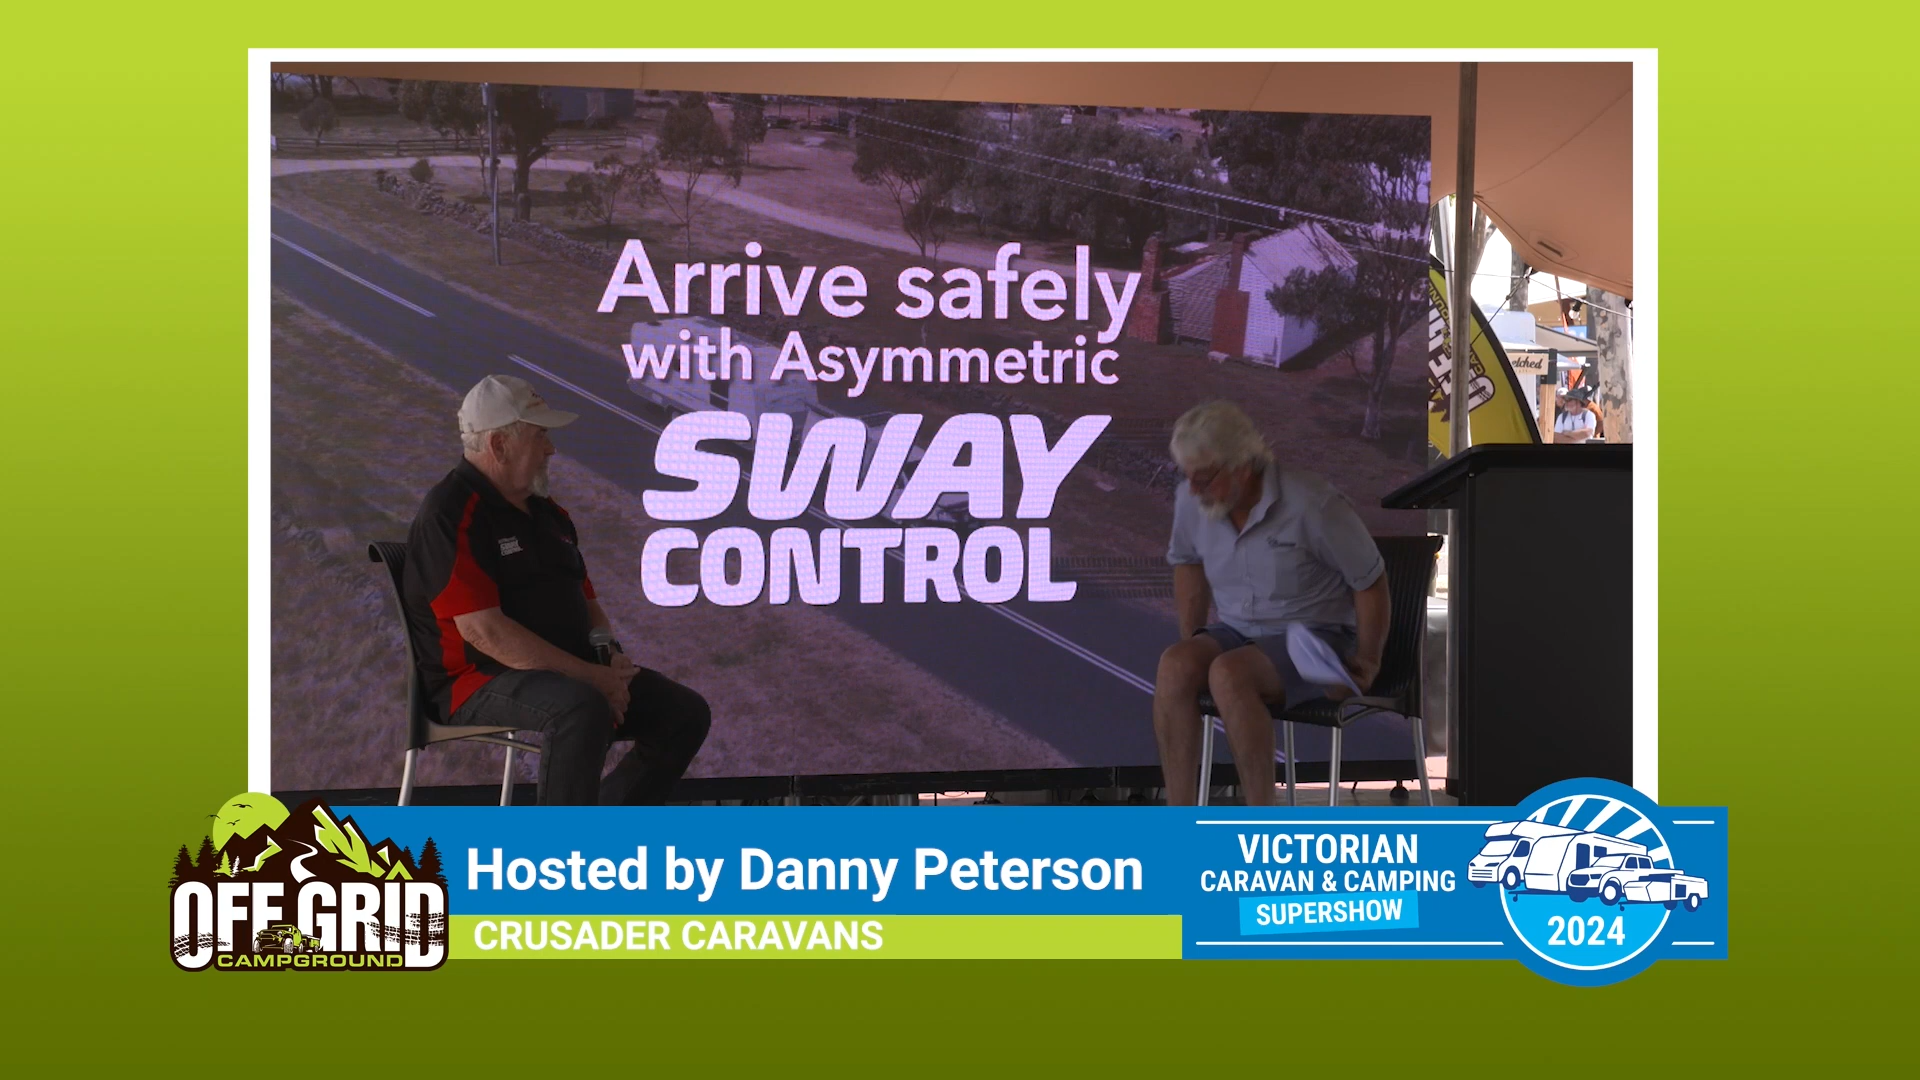 Arrive safely
with Asymmetric
SWAY
CONTROL
OFF GRID
CAMPGROUND
Hosted by Danny Peterson
CRUSADER CARAVANS
VICTORIAN
CARAVAN & CAMPING
SUPERSHOW
2024